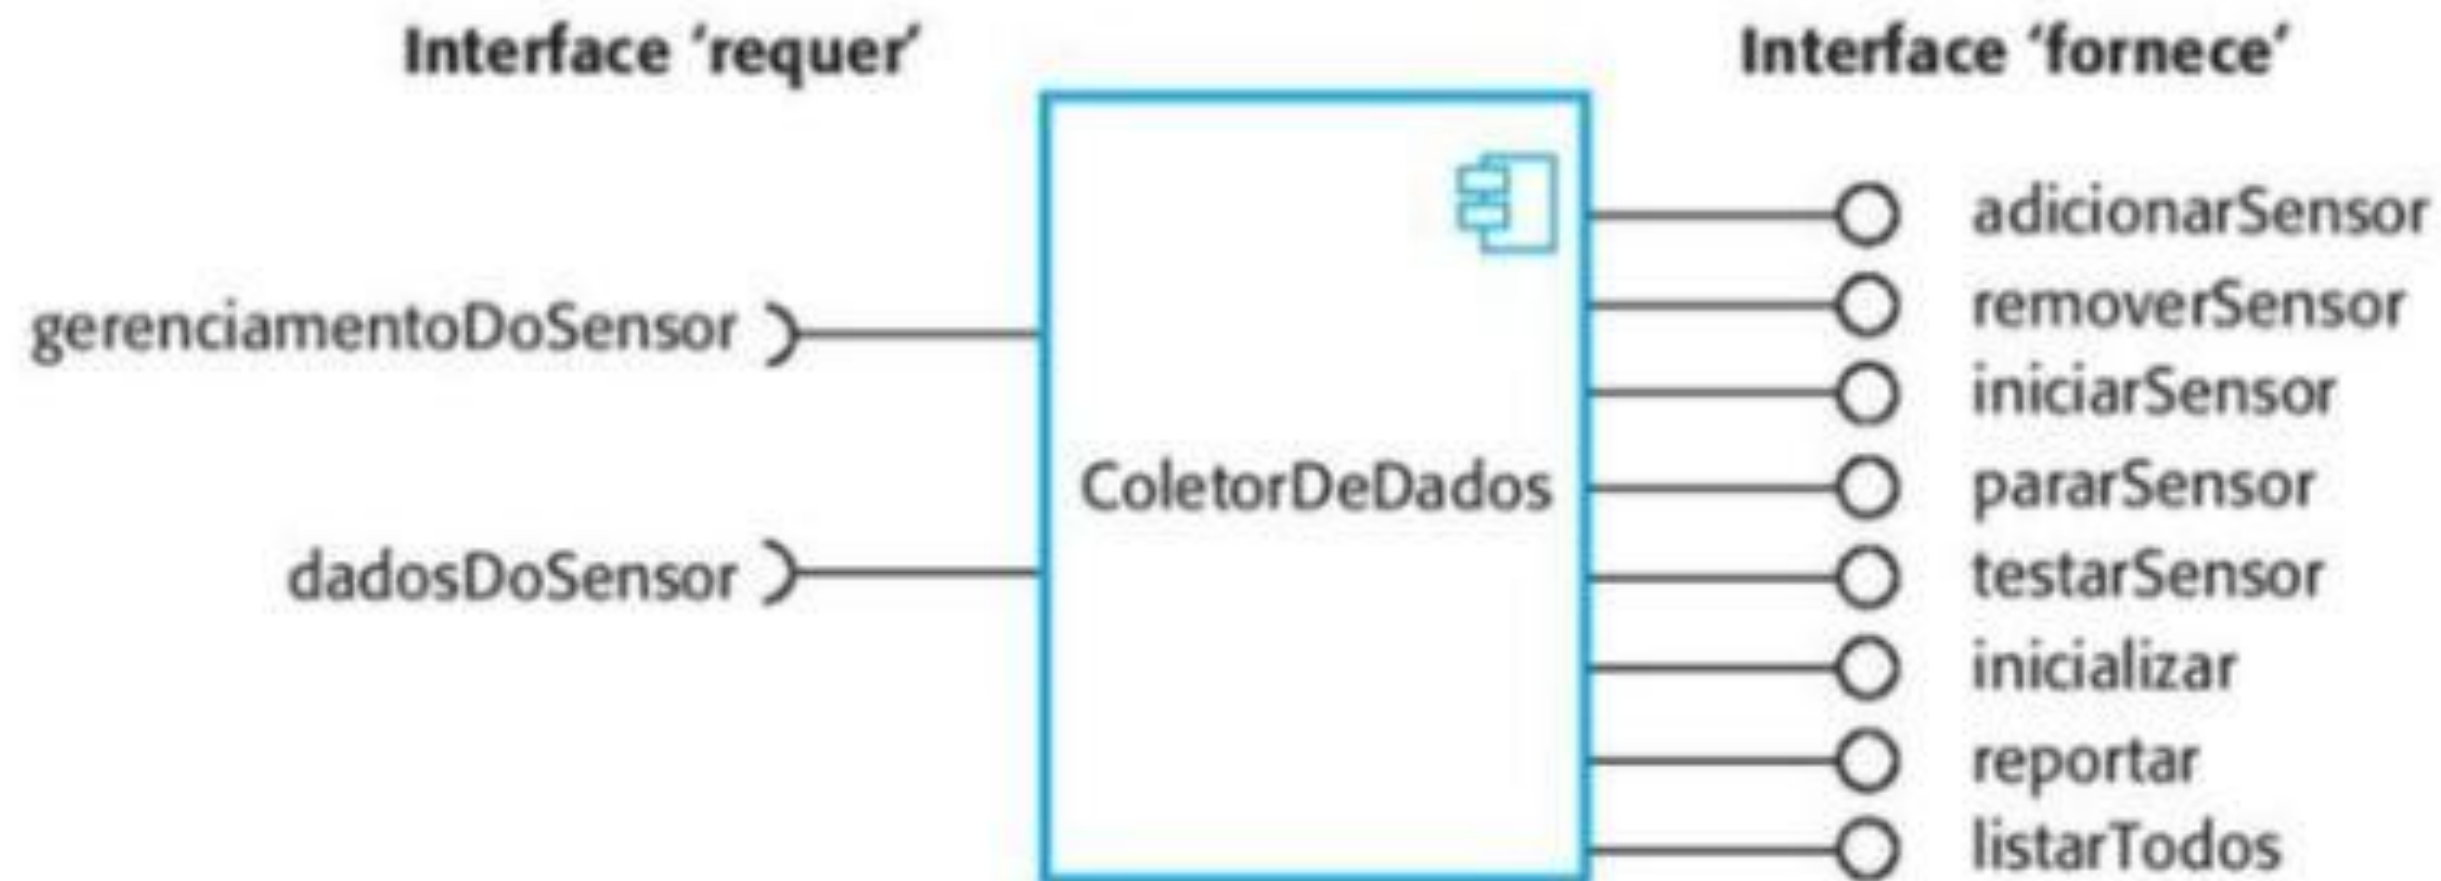 Interface ‘requer’
Interface ‘fornece’
gerenciamentoDoSensor
dadosDoSensor
ColetorDeDados
adicionarSensor
removerSensor
iniciarSensor
pararSensor
testarSensor
inicializar
reportar
listarTodos